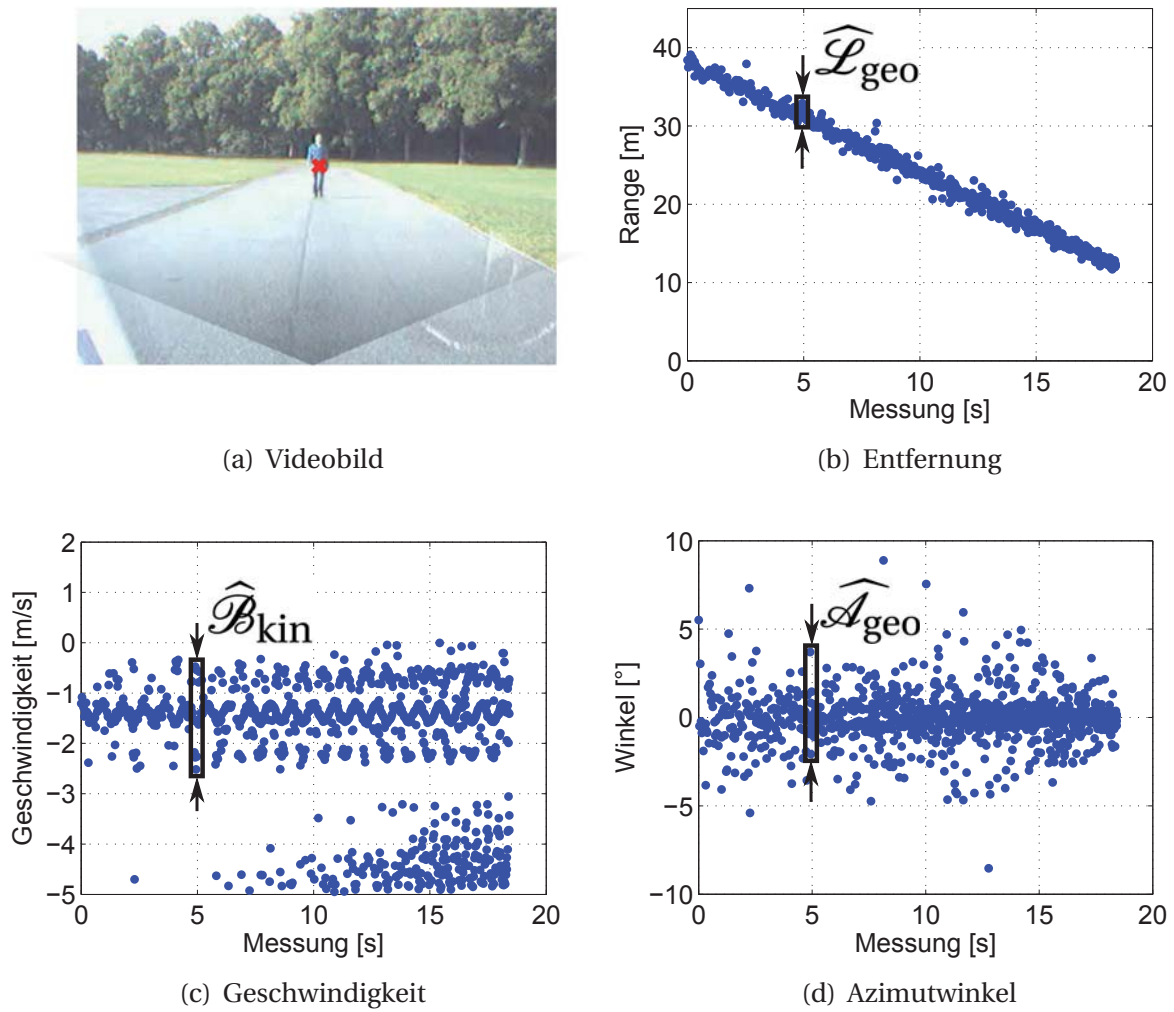 (a) Videobild
40
30
20
10
0
0 5 10 15 20
Range [m]
Messung [s]
ℒ̂geo
(b) Entfernung
2
1
0
−1
−2
−3
−4
−5
0 5 10 15 20
Geschwindigkeit [m/s]
Messung [s]
ℬ̂kin
(c) Geschwindigkeit
10
5
0
−5
−10
0 5 10 15 20
Winkel [°]
Messung [s]
𝒜̂geo
(d) Azimutwinkel